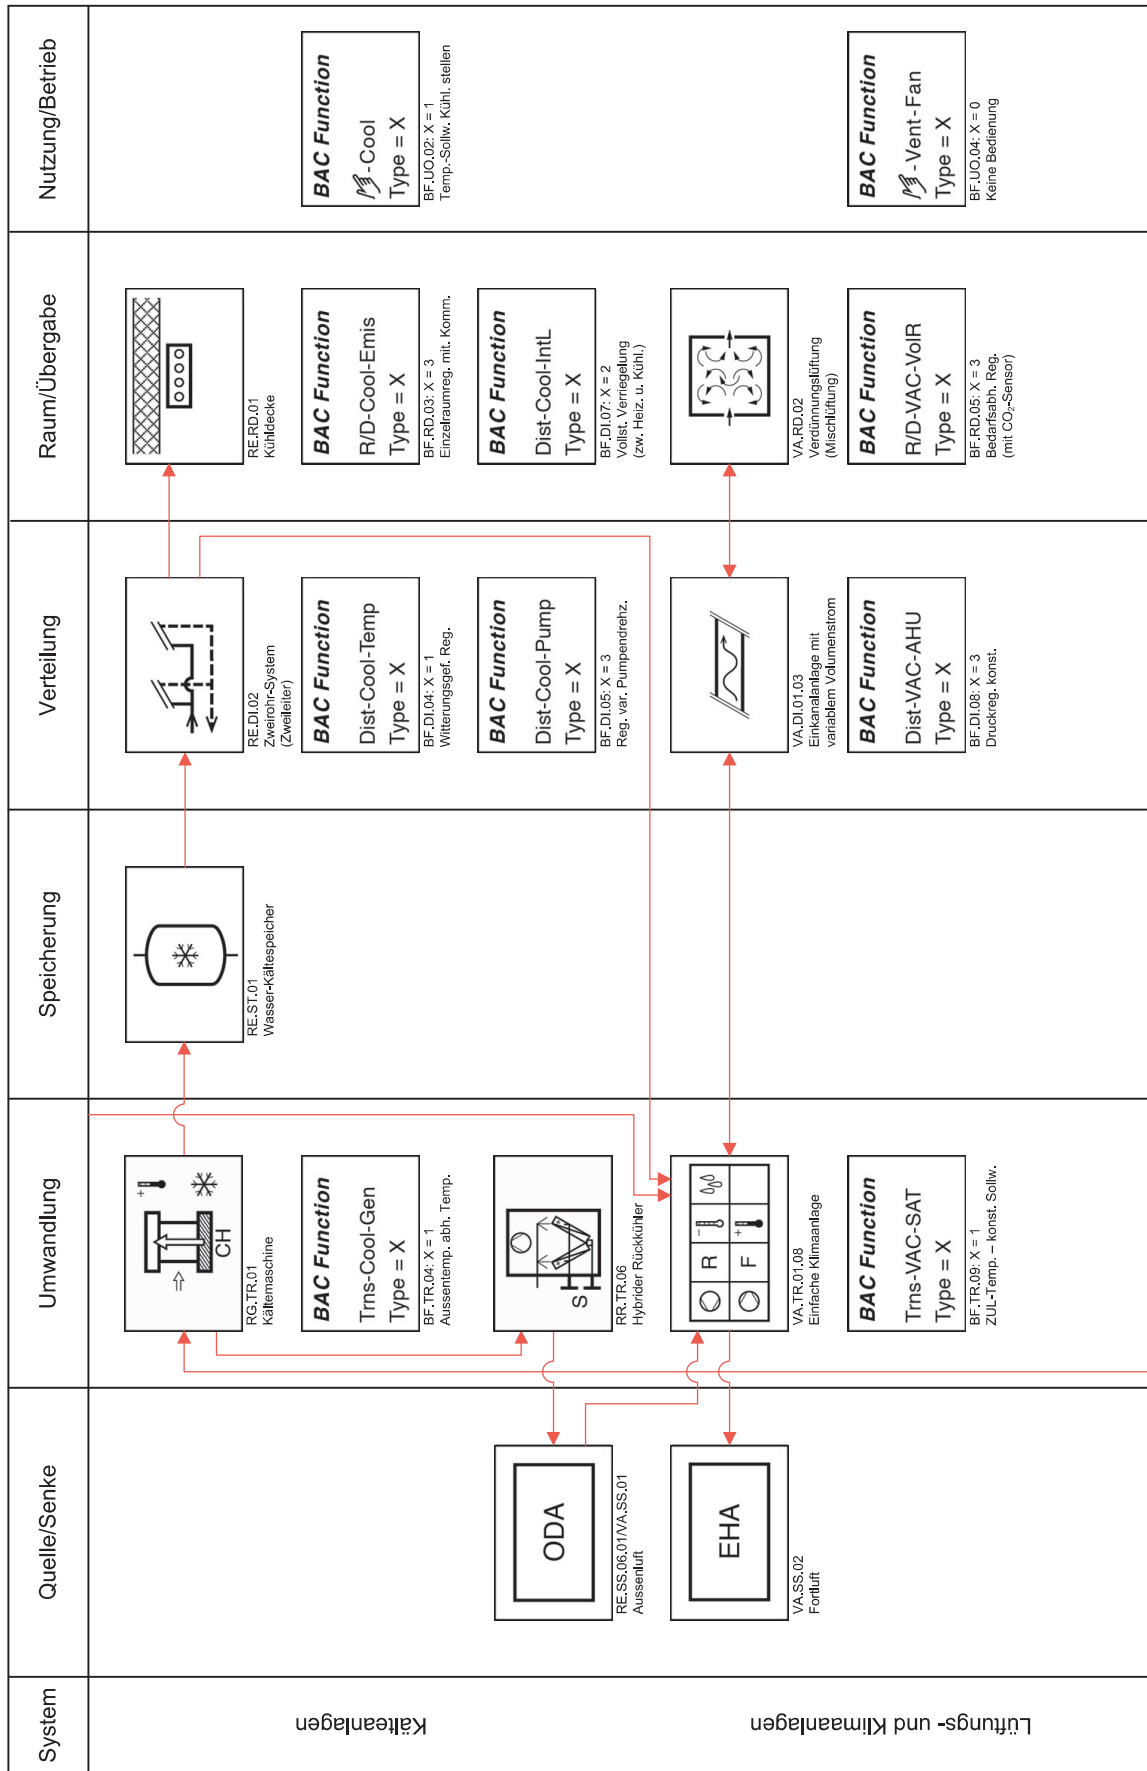 System
Quelle/Senke
Umwandlung
Speicherung
Verteilung
Raum/Übergabe
Nutzung/Betrieb
Kälteanlagen
CH
RG.TR.01
Kältemaschine
RE.ST.01
Wasser-Kältespeicher
RE.DI.02
Zweirohr-System
(Zweileiter)
RE.RD.01
Kühldecke
BAC Function
Trns-Cool-Gen
Type = X
BF.TR.04: X = 1
Aussentemp. abh. Temp.
BAC Function
Dist-Cool-Temp
Type = X
BF.DI.04: X = 1
Witterungsgef. Reg.
BAC Function
R/D-Cool-Emis
Type = X
BF.RD.03: X = 3
Einzelraumreg. mit. Komm.
BAC Function
-Cool
Type = X
BF.UO.02: X = 1
Temp.-Sollw. Kühl. stellen
ODA
RE.SS.06.01/VA.SS.01
Aussenluft
S
RR.TR.06
Hybrider Rückkühler
BAC Function
Dist-Cool-Pump
Type = X
BF.DI.05: X = 3
Reg. var. Pumpendrehz.
BAC Function
Dist-Cool-IntL
Type = X
BF.DI.07: X = 2
Vollst. Verriegelung
(zw. Heiz. u. Kühl.)
Lüftungs- und Klimaanlagen
EHA
VA.SS.02
Fortluft
R
F
VA.TR.01.08
Einfache Klimaanlage
VA.DI.01.03
Einkanalanlage mit
variablem Volumenstrom
VA.RD.02
Verdünnungslüftung
(Mischlüftung)
BAC Function
Trns-VAC-SAT
Type = X
BF.TR.09: X = 1
ZUL-Temp. – konst. Sollw.
BAC Function
Dist-VAC-AHU
Type = X
BF.DI.08: X = 3
Druckreg. konst.
BAC Function
R/D-VAC-VolR
Type = X
BF.RD.05: X = 3
Bedarfsabh. Reg.
(mit CO₂-Sensor)
BAC Function
-Vent-Fan
Type = X
BF.UO.04: X = 0
Keine Bedienung